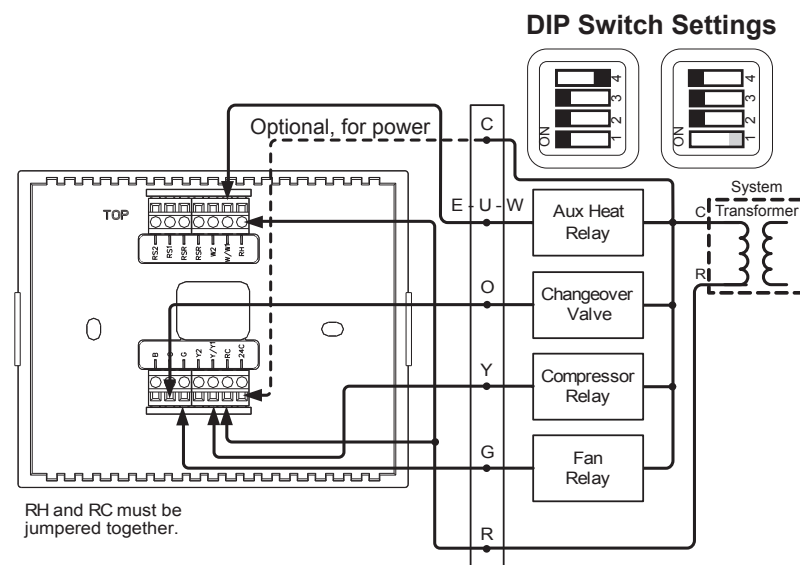 DIP Switch Settings
ON
1
2
3
4
ON
1
2
3
4
Optional, for power
C
TOP
RS2
RS1
RSR
RSR
W2
W/W1
RH
E - U - W
Aux Heat
Relay
C
System
Transformer
R
O
Changeover
Valve
B
G
Y2
Y/Y1
RC
24C
Y
Compressor
Relay
G
Fan
Relay
R
RH and RC must be
jumpered together.